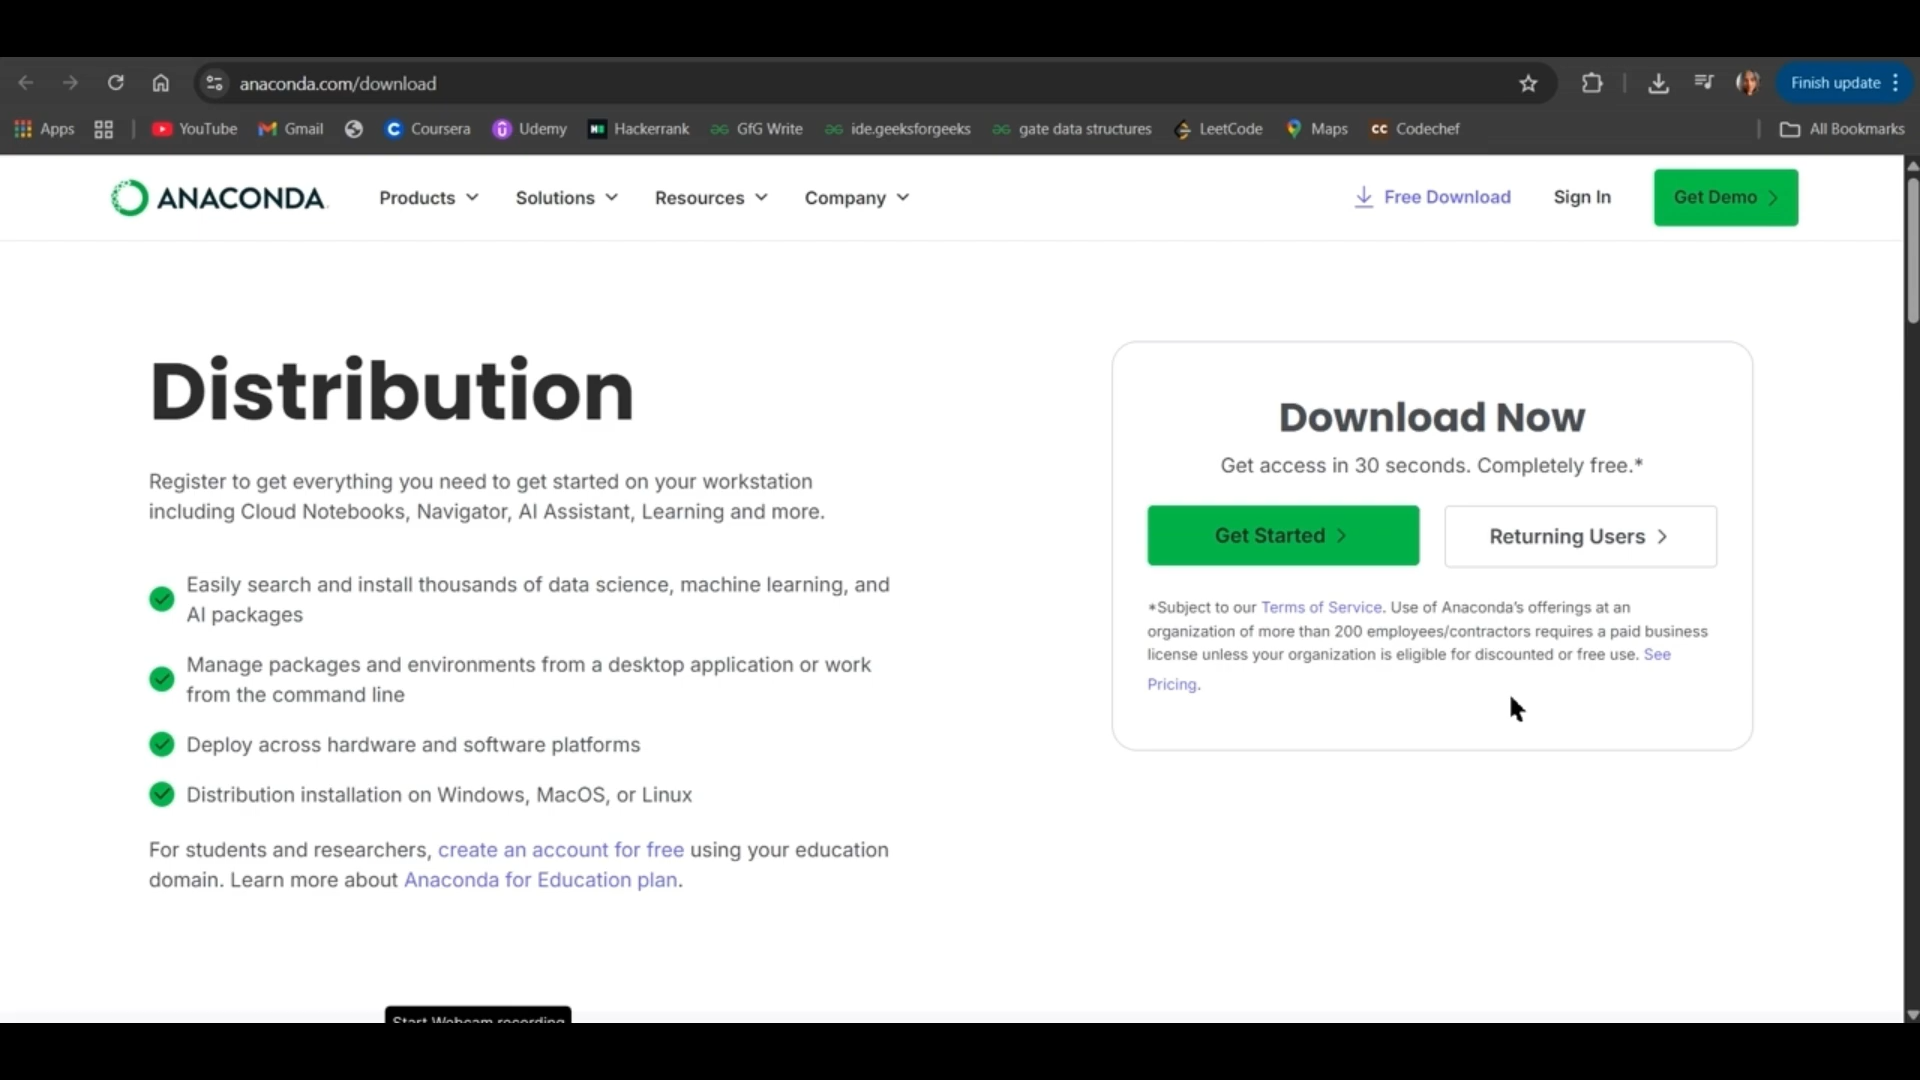 anaconda.com/download
Finish update
Apps YouTube Gmail Coursera Udemy Hackerrank GfG Write ide.geeksforgeeks gate data structures LeetCode Maps Codechef All Bookmarks
ANACONDA. Products Solutions Resources Company Free Download Sign In Get Demo
Distribution
Register to get everything you need to get started on your workstation
including Cloud Notebooks, Navigator, AI Assistant, Learning and more.
Easily search and install thousands of data science, machine learning, and
AI packages
Manage packages and environments from a desktop application or work
from the command line
Deploy across hardware and software platforms
Distribution installation on Windows, MacOS, or Linux
For students and researchers, create an account for free using your education
domain. Learn more about Anaconda for Education plan.
Download Now
Get access in 30 seconds. Completely free.*
Get Started
Returning Users
*Subject to our Terms of Service. Use of Anaconda's offerings at an
organization of more than 200 employees/contractors requires a paid business
license unless your organization is eligible for discounted or free use. See
Pricing.
Start Webcam recording